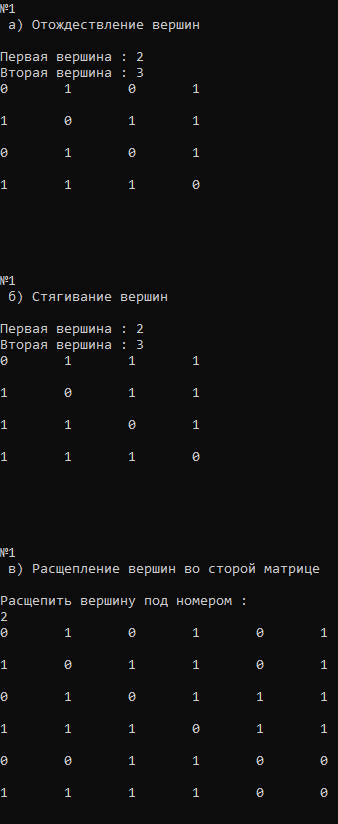 №1
а) Отождествление вершин
Первая вершина : 2
Вторая вершина : 3
0 1 0 1
1 0 1 1
0 1 0 1
1 1 1 0
№1
б) Стягивание вершин
Первая вершина : 2
Вторая вершина : 3
0 1 1 1
1 0 1 1
1 1 0 1
1 1 1 0
№1
в) Расщепление вершин во сторой матрице
Расщепить вершину под номером :
2
0 1 0 1 0 1
1 0 1 1 0 1
0 1 0 1 1 1
1 1 1 0 1 1
0 0 1 1 0 0
1 1 1 1 0 0